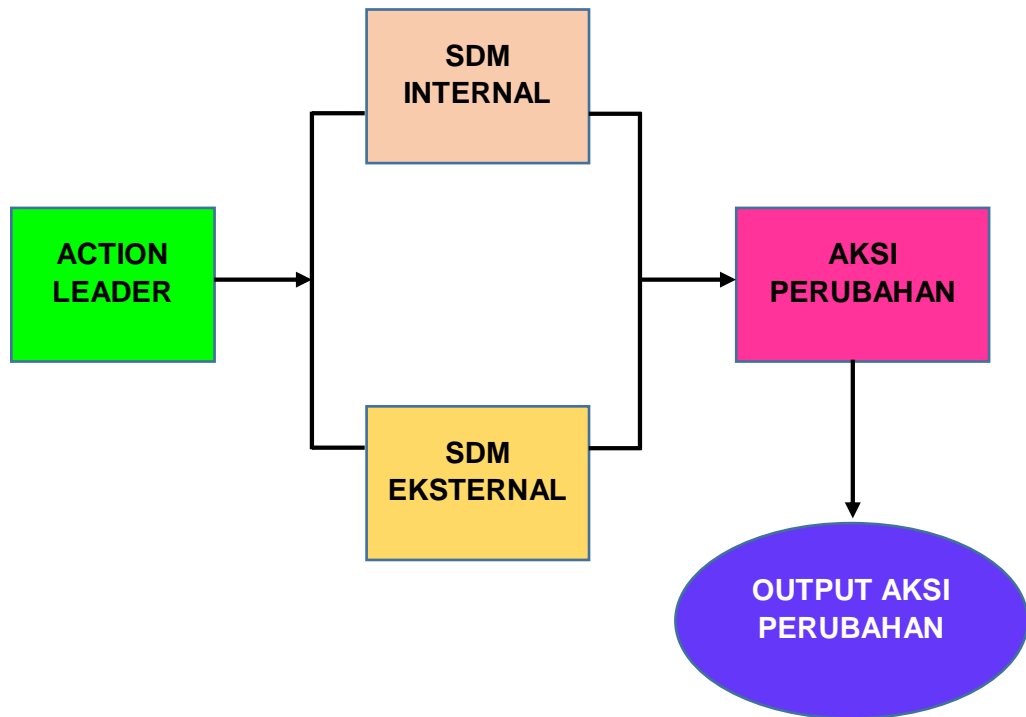 SDM
INTERNAL
ACTION
LEADER
AKSI
PERUBAHAN
SDM
EKSTERNAL
OUTPUT AKSI
PERUBAHAN